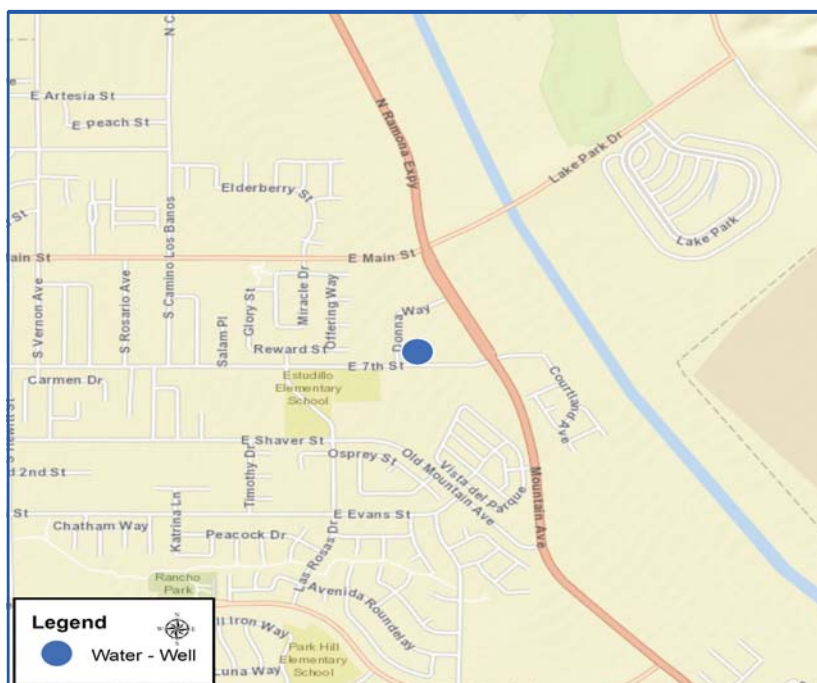 N C
E Artesia St
E Peach St
N Ramona Expy
Lake Park Dr
Elderberry St
St
Lake Park
S Camino Los Banos
ain St
E Main St
S Vernon Ave
S Rosario Ave
Miracle Dr
Offering Way
Glory St
Salam Pl
Donna
Way
Reward St
E 7th St
Carmen Dr
Estudillo
Elementary
School
Courtland Ave
E Shaver St
Osprey St
Old Mountain Ave
Vista del Parque
d 2nd St
Timothy Dr
Mountain Ave
St
E Evans St
Chatham Way
Katrina Ln
Peacock Dr
Las Rosas Dr
Rancho
Park
Avenida Roundelay
Iron Way
Park Hill
Elementary
School
Luna Way
Legend
N
W E
S
Water - Well